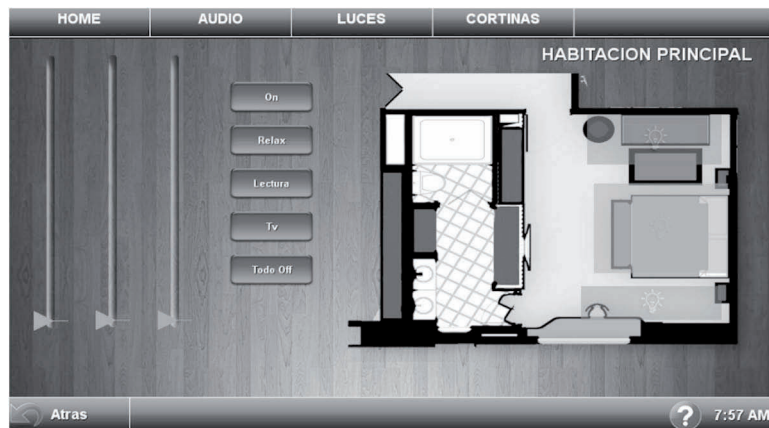 HOME AUDIO LUCES CORTINAS
HABITACION PRINCIPAL
On
Relax
Lectura
Tv
Todo Off
Atras ? 7:57 AM